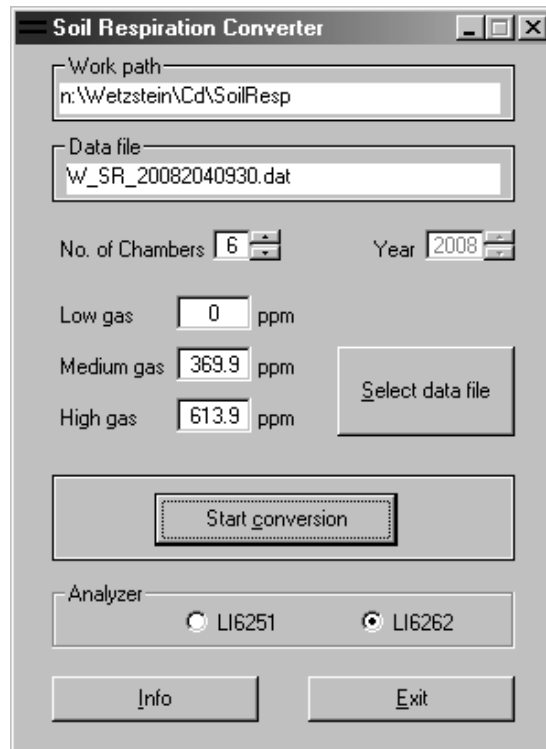 Soil Respiration Converter
Work path
n:\Wetzstein\Cd\SoilResp
Data file
W_SR_20082040930.dat
No. of Chambers 6 Year 2008
Low gas 0 ppm
Medium gas 369.9 ppm
High gas 613.9 ppm
Select data file
Start conversion
Analyzer
LI6251 LI6262
Info Exit